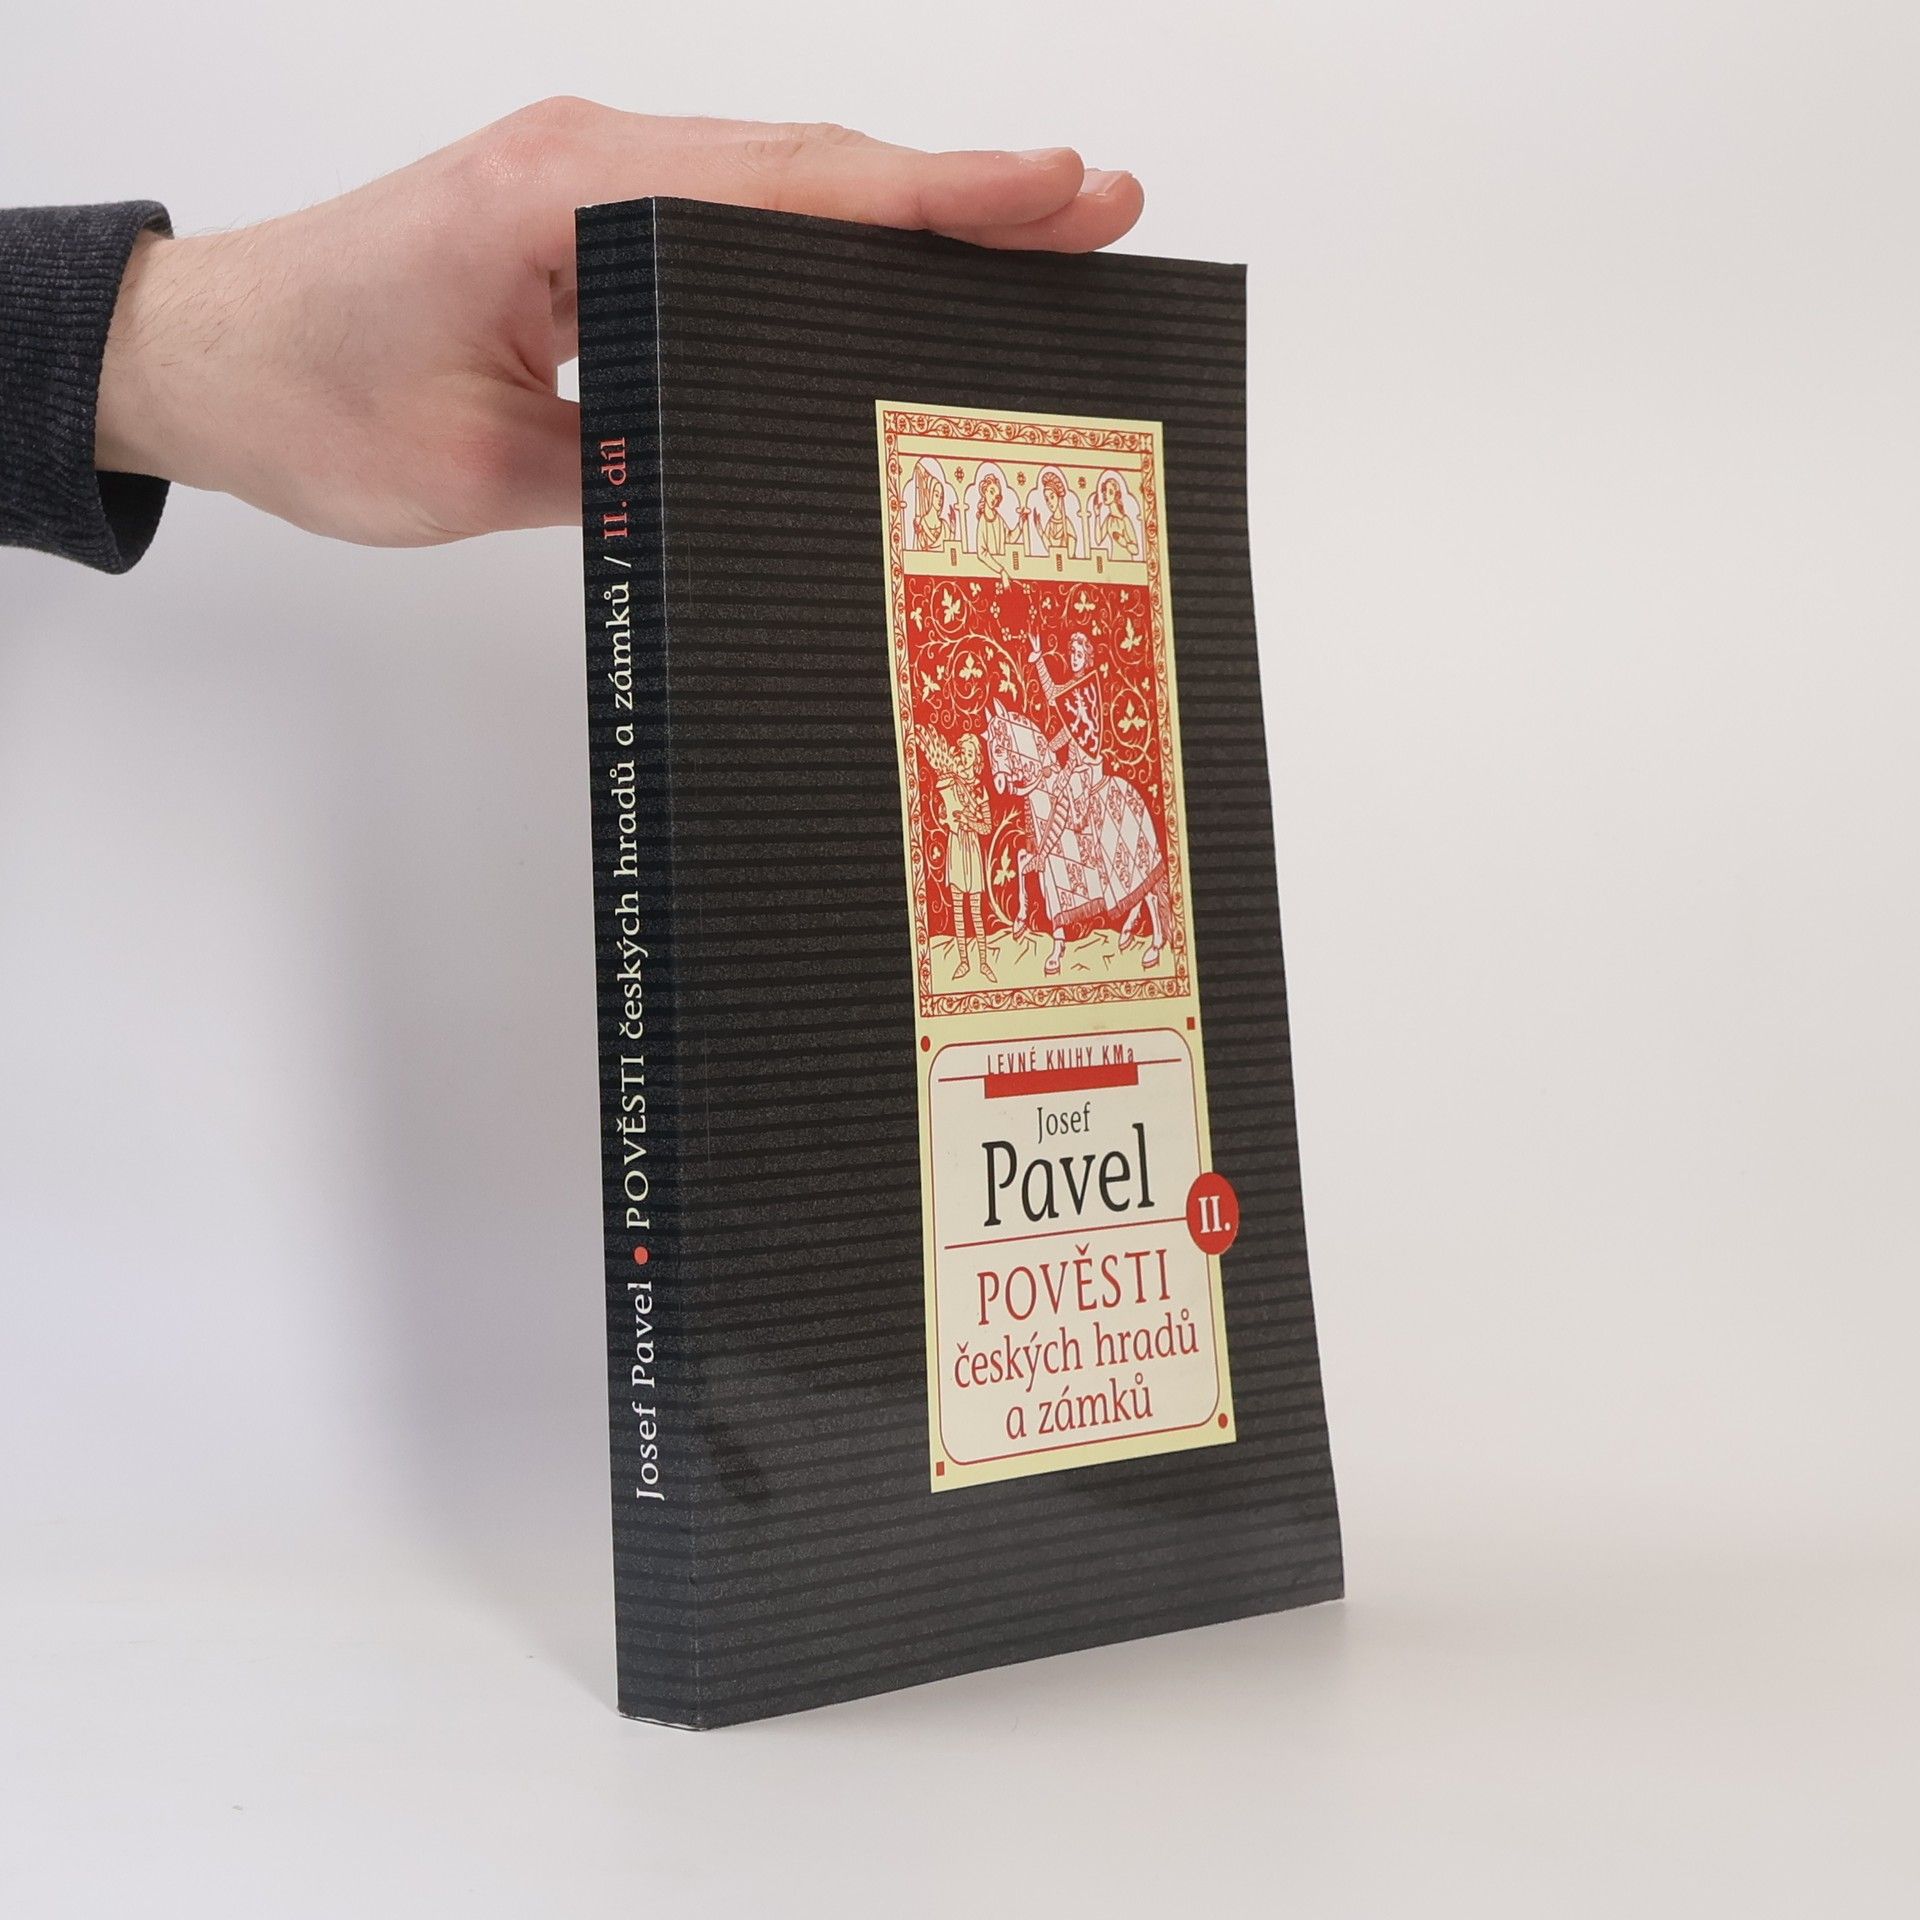 Josef Pavel • POVĚSTI českých hradů a zámků / II. díl
LEVNÉ KNIHY KMa
Josef
Pavel
II.
POVĚSTI
českých hradů
a zámků